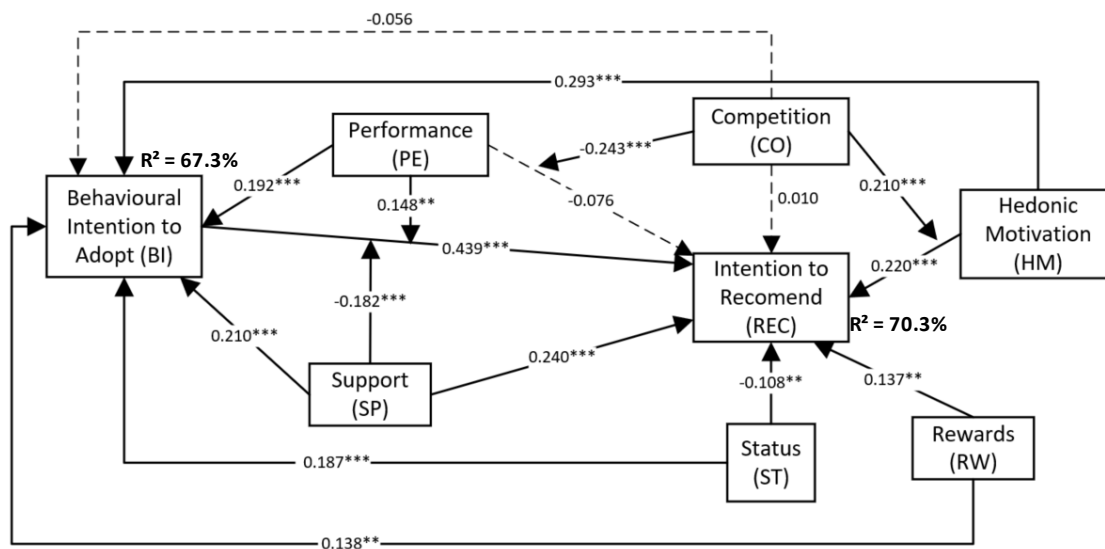 -0.056
0.293***
Competition
(CO)
Performance
(PE)
-0.243***
R² = 67.3%
0.192***
0.210***
0.148**
-0.076
0.010
Behavioural
Intention to
Adopt (BI)
Hedonic
Motivation
(HM)
0.439***
0.220***
Intention to
Recomend
(REC)
-0.182***
R² = 70.3%
0.210***
0.240***
Support
(SP)
-0.108**
0.137**
Status
(ST)
Rewards
(RW)
0.187***
0.138**